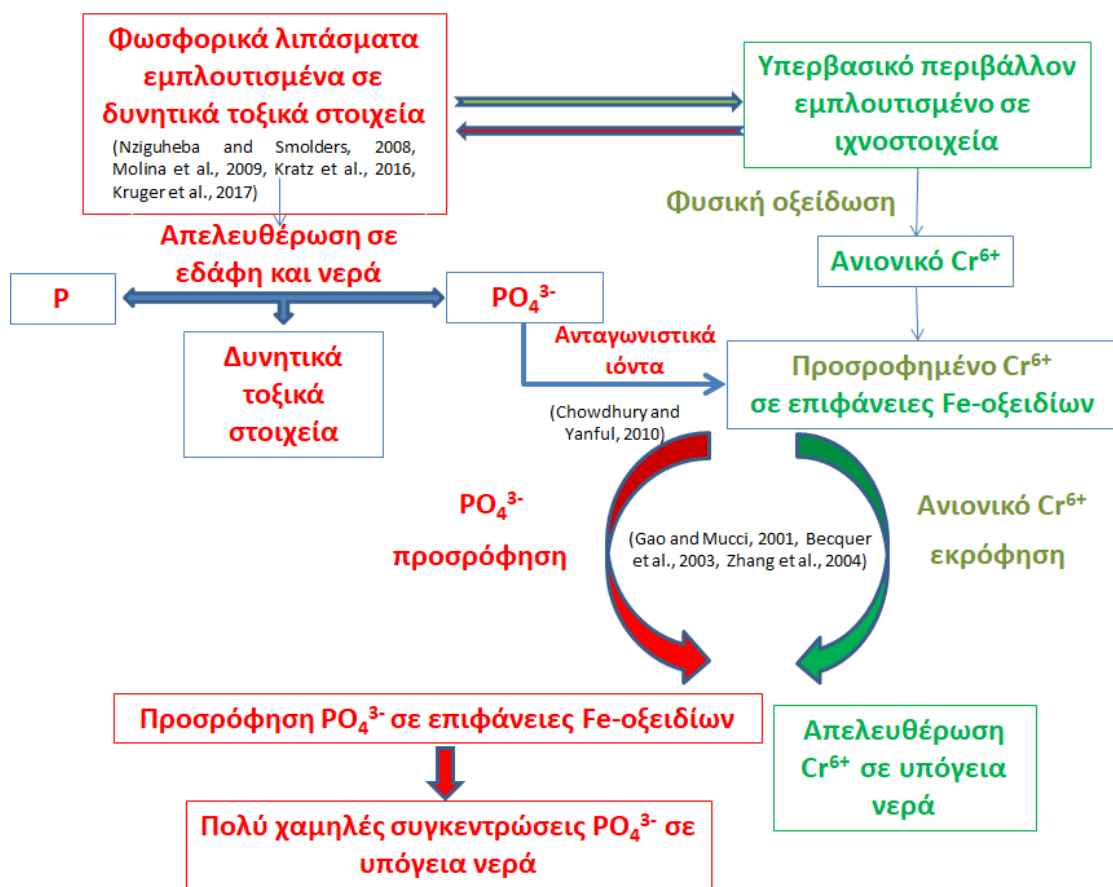 Φωσφορικά λιπάσματα
εμπλουτισμένα σε
δυνητικά τοξικά στοιχεία
(Nziguheba and Smolders, 2008,
Molina et al., 2009, Kratz et al., 2016,
Kruger et al., 2017)
Υπερβασικό περιβάλλον
εμπλουτισμένο σε
ιχνοστοιχεία
Φυσική οξείδωση
Απελευθέρωση σε
εδάφη και νερά
Ανιονικό Cr⁶⁺
P
PO₄³⁻
Δυνητικά
τοξικά
στοιχεία
Ανταγωνιστικά
ιόντα
(Chowdhury and
Yanful, 2010)
Προσροφημένο Cr⁶⁺
σε επιφάνειες Fe-οξειδίων
PO₄³⁻
προσρόφηση
(Gao and Mucci, 2001, Becquer
et al., 2003, Zhang et al., 2004)
Ανιονικό Cr⁶⁺
εκρόφηση
Προσρόφηση PO₄³⁻ σε επιφάνειες Fe-οξειδίων
Απελευθέρωση
Cr⁶⁺ σε υπόγεια
νερά
Πολύ χαμηλές συγκεντρώσεις PO₄³⁻ σε
υπόγεια νερά